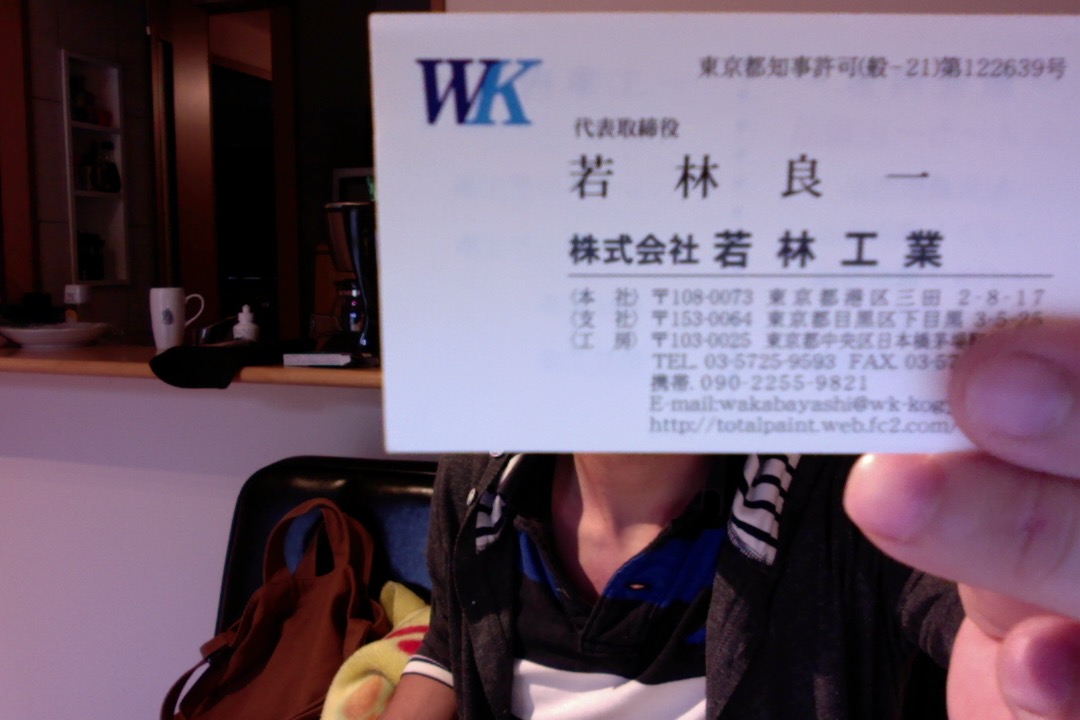 WK
東京都知事許可(般-21)第122639号
代表取締役
若 林 良 一
株式会社 若 林 工 業
(本 社) 〒108-0073 東京都港区三田 2-8-17
(支 社) 〒153-0064 東京都目黒区下目黒 3-5-25
(工 房) 〒103-0025 東京都中央区日本橋茅場
TEL. 03-5725-9593 FAX. 03-57
携帯. 090-2255-9821
E-mail:wakabayashi@wk-kog
http://totalpaint.web.fc2.com/